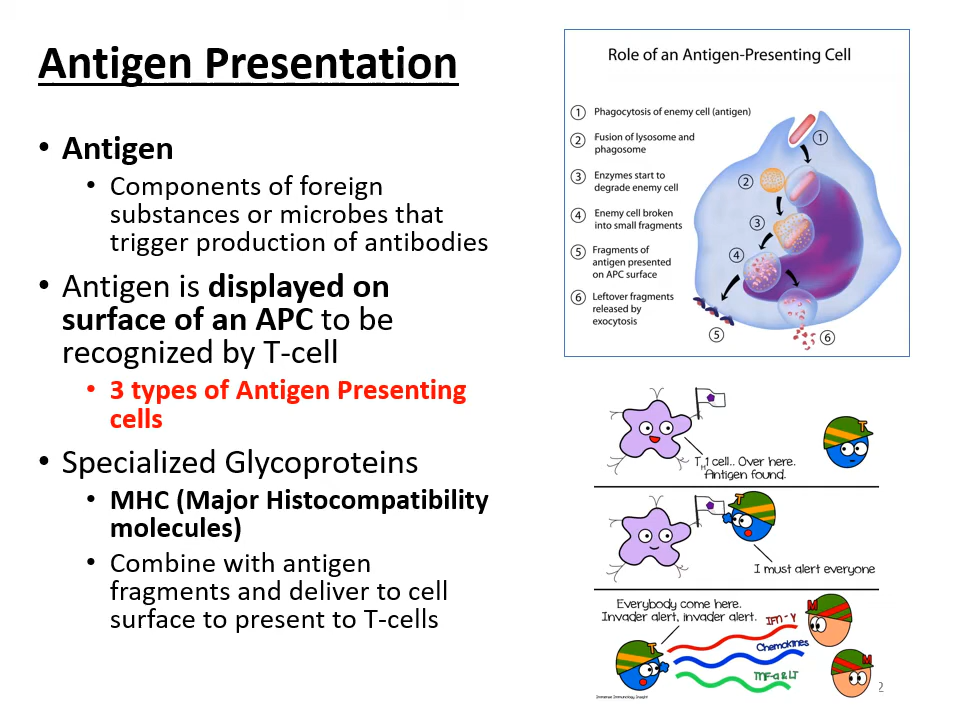 Antigen Presentation
• Antigen
• Components of foreign
substances or microbes that
trigger production of antibodies
• Antigen is displayed on
surface of an APC to be
recognized by T-cell
• 3 types of Antigen Presenting
cells
• Specialized Glycoproteins
• MHC (Major Histocompatibility
molecules)
• Combine with antigen
fragments and deliver to cell
surface to present to T-cells
Role of an Antigen-Presenting Cell
1 Phagocytosis of enemy cell (antigen)
2 Fusion of lysosome and
phagosome
3 Enzymes start to
degrade enemy cell
4 Enemy cell broken
into small fragments
5 Fragments of
antigen presented
on APC surface
6 Leftover fragments
released by
exocytosis
1
2
3
4
5
6
T
TH1 cell.. Over here.
Antigen found.
T
I must alert everyone
Everybody come here.
Invader alert, invader alert.
IFN-γ
M
T
Chemokines
M
TNF-α & LT
Immense Immunology Insight
2